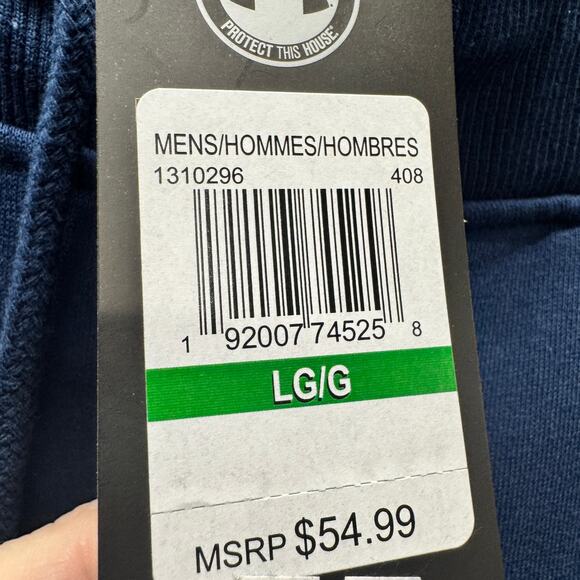 PROTECT THIS HOUSE.
MENS/HOMMES/HOMBRES
1310296 408
1 92007 74525 8
LG/G
MSRP $54.99